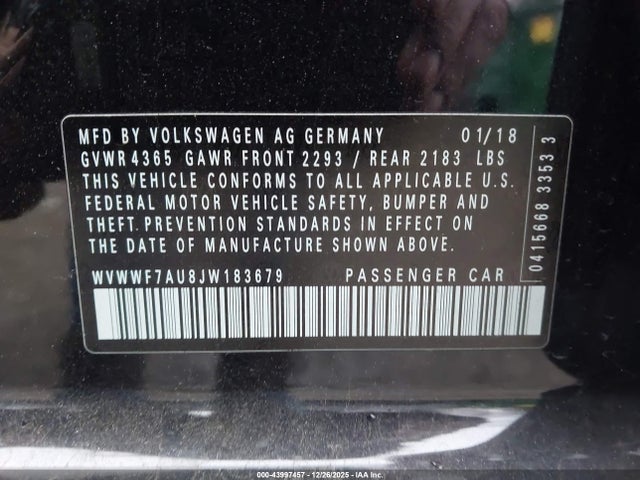 MFD BY VOLKSWAGEN AG GERMANY 01/18
GVWR 4365 GAWR FRONT 2293 / REAR 2183 LBS
THIS VEHICLE CONFORMS TO ALL APPLICABLE U.S.
FEDERAL MOTOR VEHICLE SAFETY, BUMPER AND
THEFT. PREVENTION STANDARDS IN EFFECT ON
THE DATE OF MANUFACTURE SHOWN ABOVE.
WVWWF7AU8JW183679 PASSENGER CAR
0415668 3353 3
000-43997457 - 12/26/2025 - IAA Inc.